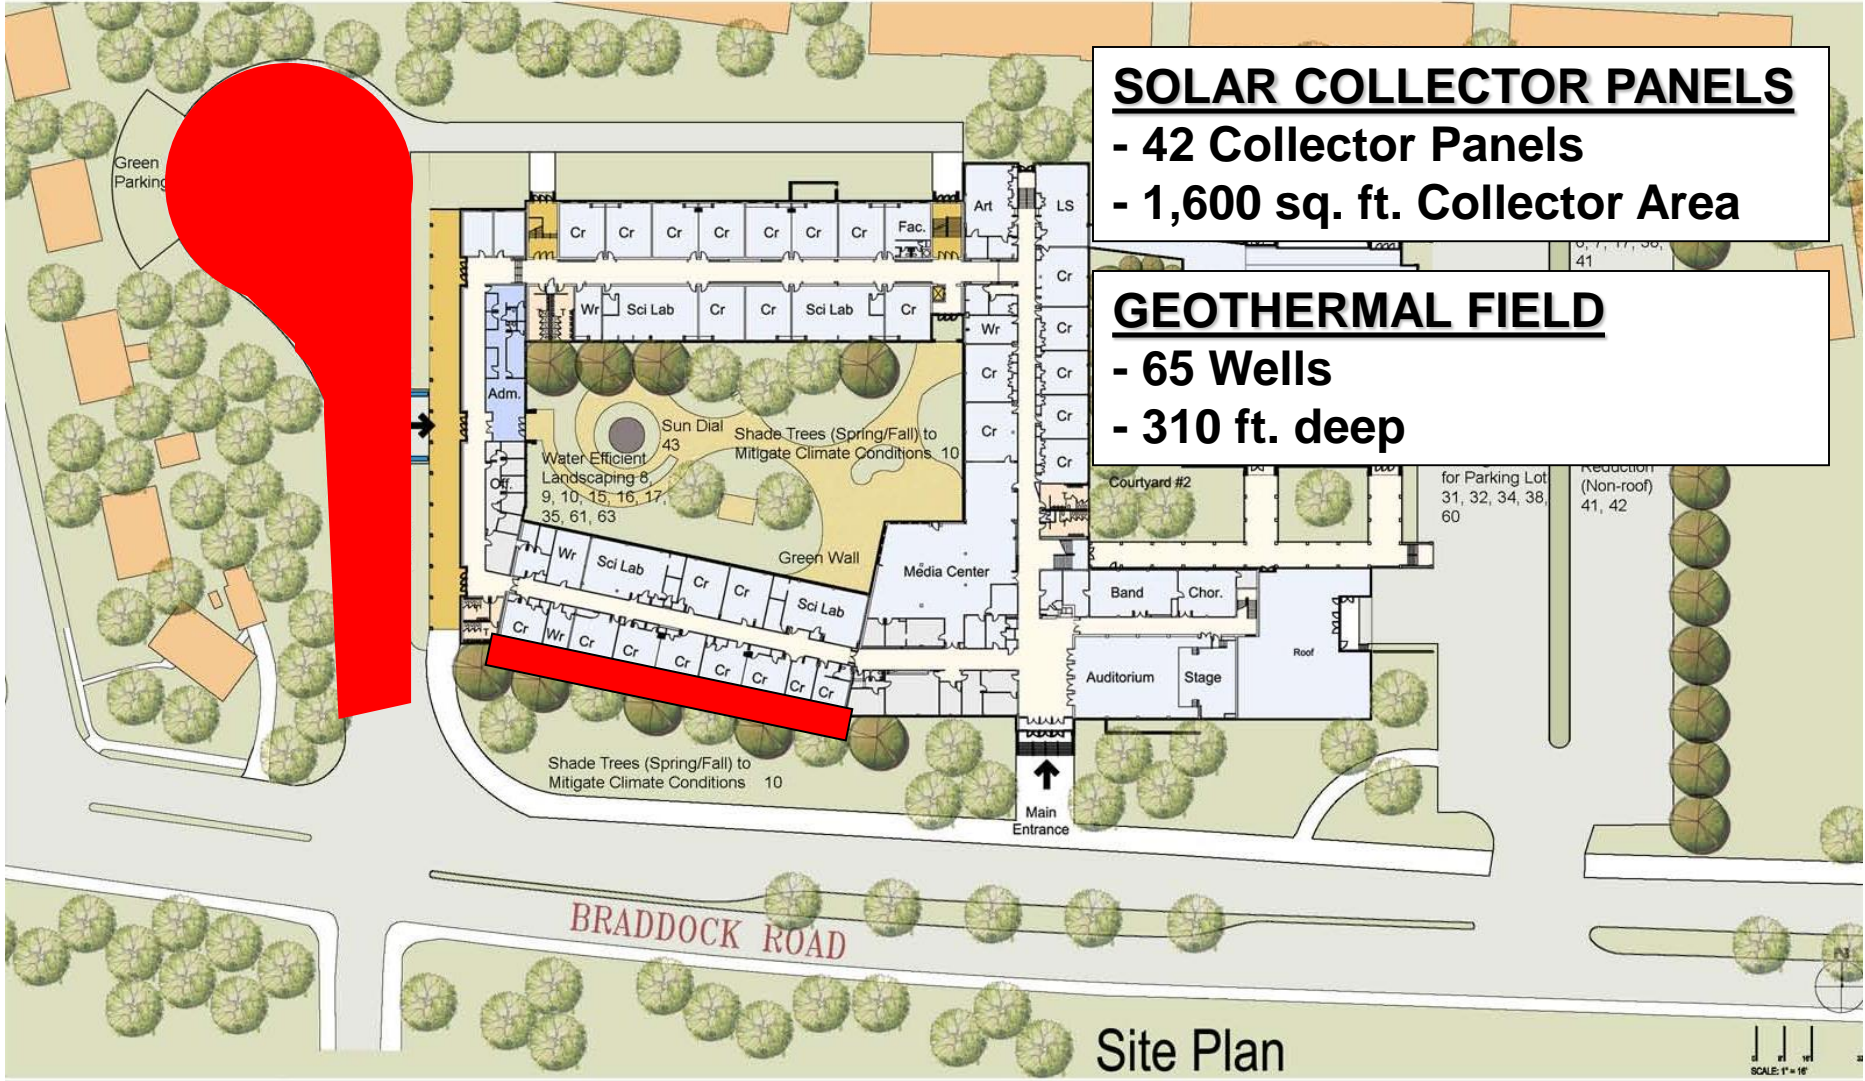 SOLAR COLLECTOR PANELS
- 42 Collector Panels
- 1,600 sq. ft. Collector Area
GEOTHERMAL FIELD
- 65 Wells
- 310 ft. deep
Green
Parking
Art
LS
Cr
Cr
Cr
Cr
Cr
Cr
Cr
Fac.
41
Cr
Wr
Sci Lab
Cr
Cr
Sci Lab
Cr
Wr
Cr
Cr
Cr
Adm.
Cr
Cr
Cr
Sun Dial
43
Shade Trees (Spring/Fall) to
Mitigate Climate Conditions 10
Water Efficient
Landscaping 8,
9, 10, 15, 16, 17,
35, 61, 63
Off.
Courtyard #2
for Parking Lot
31, 32, 34, 38,
60
Reduction
(Non-roof)
41, 42
Green Wall
Wr
Sci Lab
Cr
Cr
Sci Lab
Media Center
Band
Chor.
Cr
Wr
Cr
Cr
Cr
Cr
Cr
Cr
Cr
Auditorium
Stage
Roof
Shade Trees (Spring/Fall) to
Mitigate Climate Conditions 10
Main
Entrance
BRADDOCK ROAD
N
Site Plan
SCALE: 1" = 16'